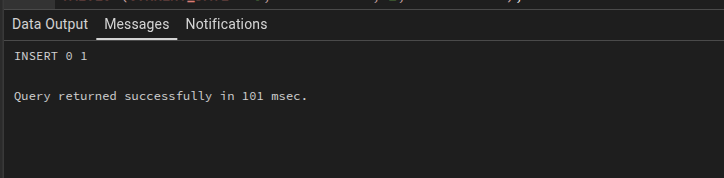 Data Output Messages Notifications
INSERT 0 1
Query returned successfully in 101 msec.